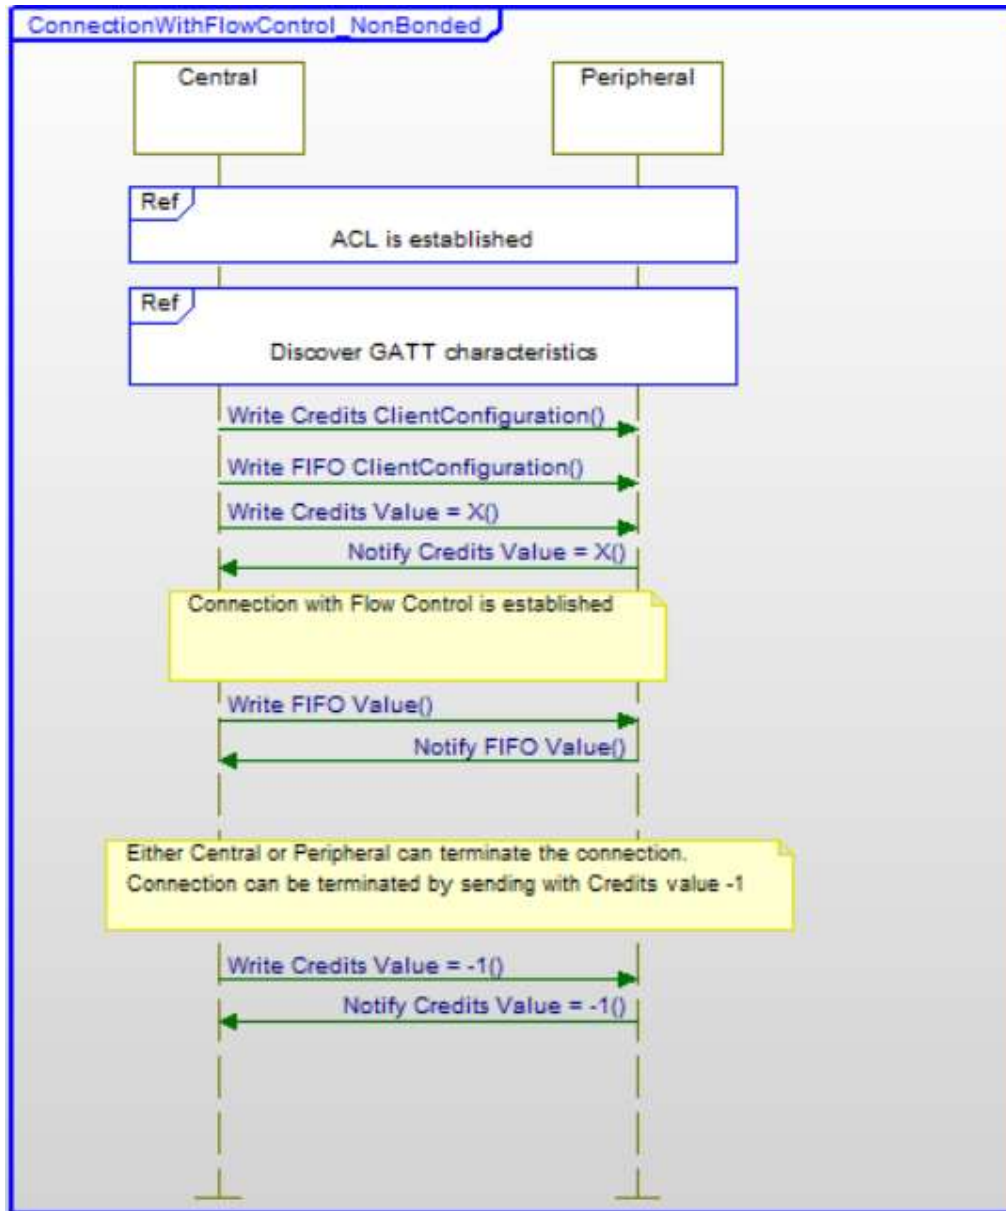 ConnectionWithFlowControl_NonBonded
Central
Peripheral
Ref
ACL is established
Ref
Discover GATT characteristics
Write Credits ClientConfiguration()
Write FIFO ClientConfiguration()
Write Credits Value = X()
Notify Credits Value = X()
Connection with Flow Control is established
Write FIFO Value()
Notify FIFO Value()
Either Central or Peripheral can terminate the connection.
Connection can be terminated by sending with Credits value -1
Write Credits Value = -1()
Notify Credits Value = -1()